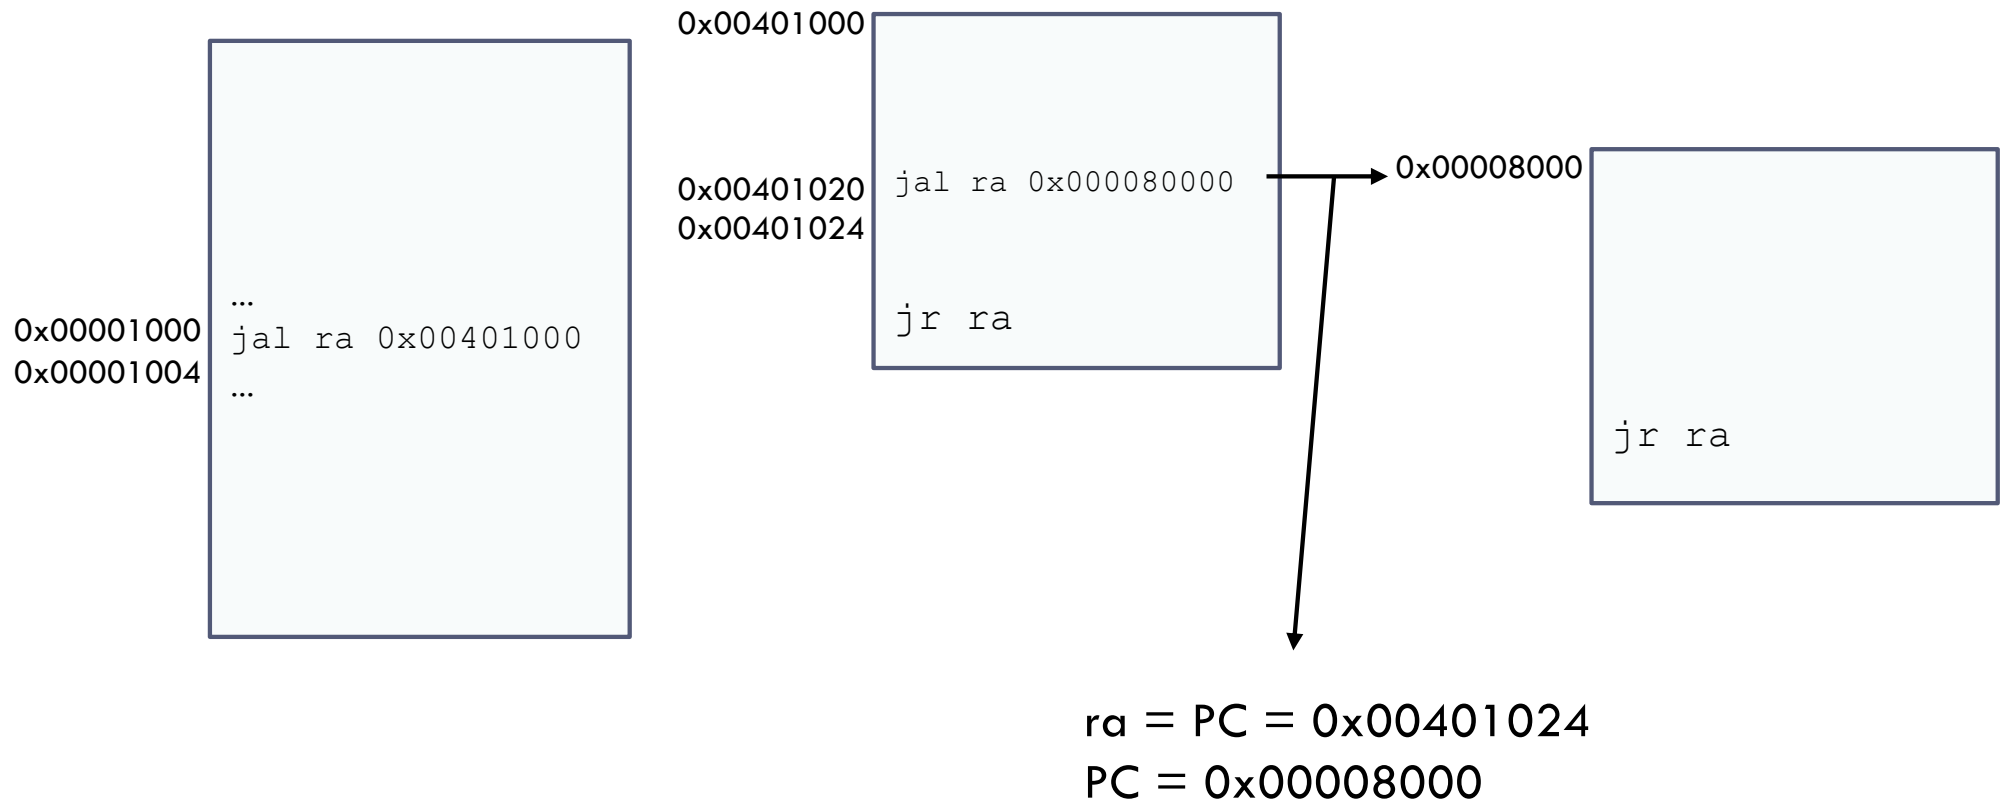 0x00001000
0x00001004
...
jal ra 0x00401000
...
0x00401000
0x00401020
0x00401024
jal ra 0x000080000
jr ra
0x00008000
jr ra
ra = PC = 0x00401024
PC = 0x00008000